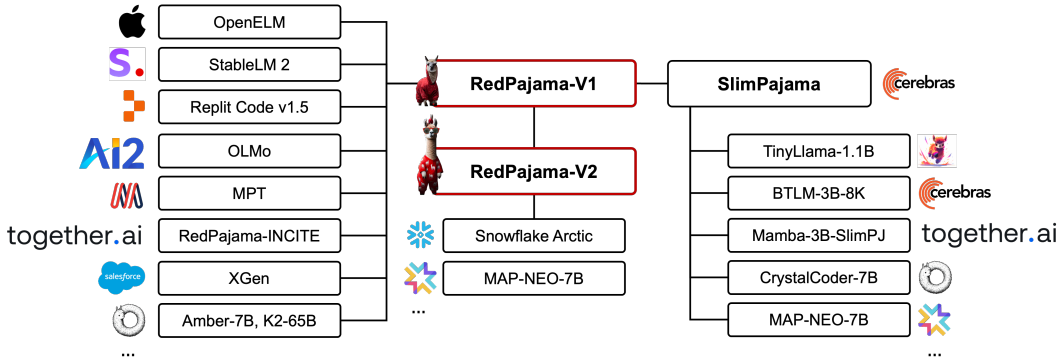 OpenELM
S.
StableLM 2
Replit Code v1.5
AI2
OLMo
MPT
together.ai
RedPajama-INCITE
salesforce
XGen
Amber-7B, K2-65B
...
RedPajama-V1
RedPajama-V2
Snowflake Arctic
MAP-NEO-7B
...
SlimPajama
cerebras
TinyLlama-1.1B
BTLM-3B-8K
cerebras
Mamba-3B-SlimPJ
together.ai
CrystalCoder-7B
MAP-NEO-7B
...